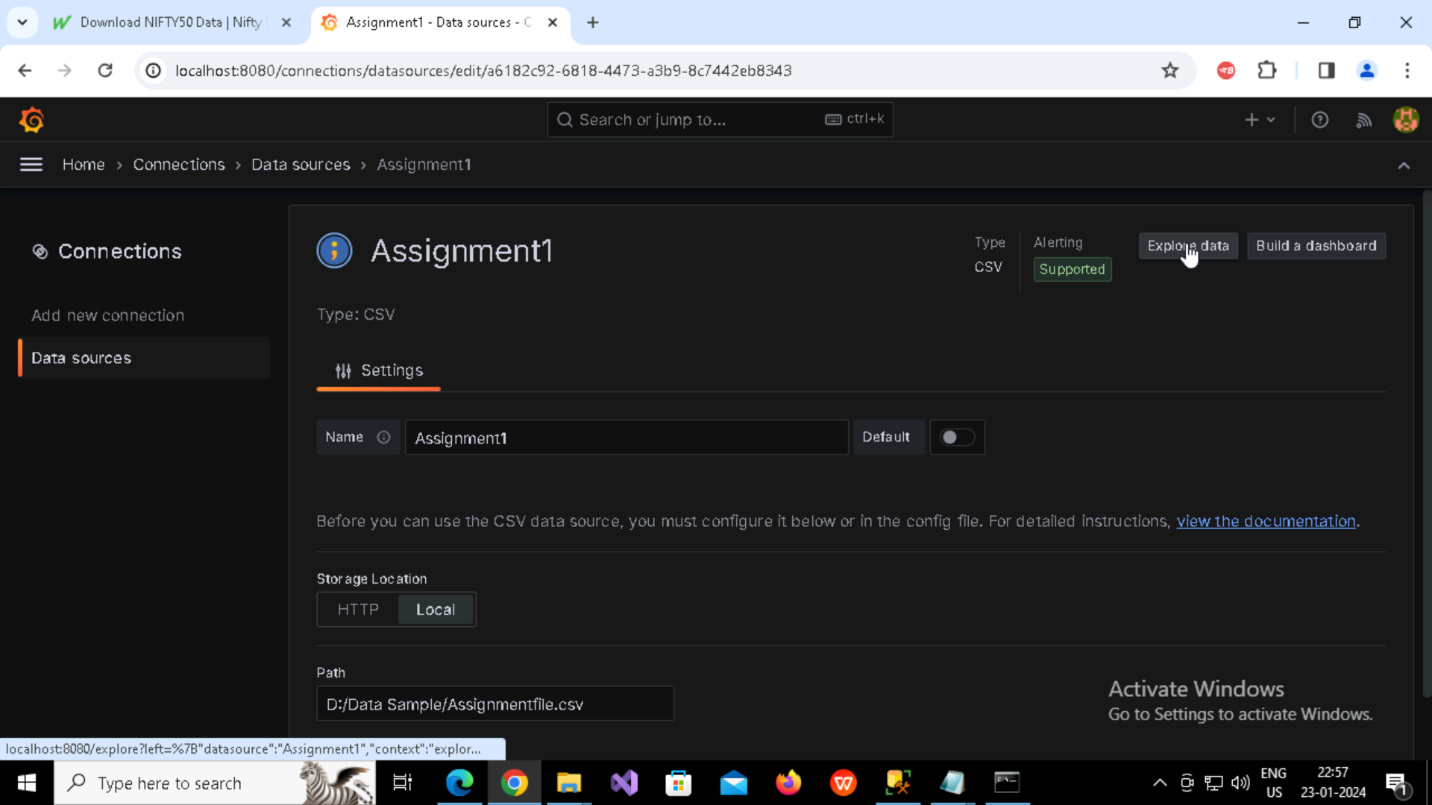 Download NIFTY50 Data | Nifty
Assignment1 - Data sources - C
localhost:8080/connections/datasources/edit/a6182c92-6818-4473-a3b9-8c7442eb8343
Search or jump to...
ctrl+k
Home › Connections › Data sources › Assignment1
Connections
Add new connection
Data sources
Assignment1
Type
CSV
Alerting
Supported
Explore data
Build a dashboard
Type: CSV
Settings
Name
Assignment1
Default
Before you can use the CSV data source, you must configure it below or in the config file. For detailed instructions, view the documentation.
Storage Location
HTTP
Local
Path
D:/Data Sample/Assignmentfile.csv
Activate Windows
Go to Settings to activate Windows.
localhost:8080/explore?left=%7B"datasource":"Assignment1","context":"explor...
Type here to search
ENG
US
22:57
23-01-2024
1